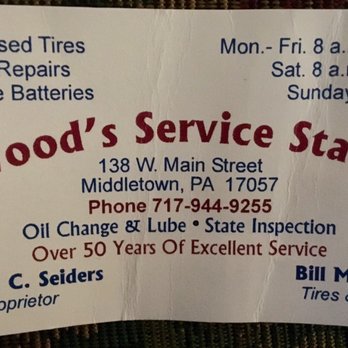 sed Tires Mon.- Fri. 8 a.
Repairs Sat. 8 a.
e Batteries Sunday
ood's Service Sta
138 W. Main Street
Middletown, PA 17057
Phone 717-944-9255
Oil Change & Lube • State Inspection
Over 50 Years Of Excellent Service
C. Seiders Bill M
oprietor Tires &